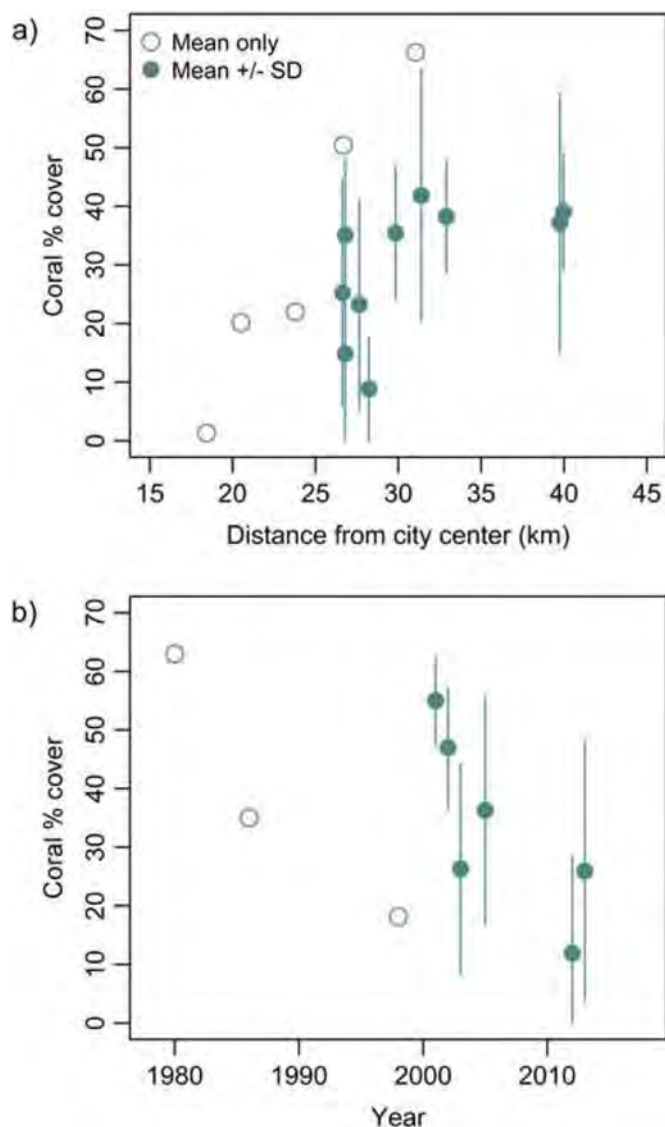 a)
Mean only
Mean +/- SD
Coral % cover
70
60
50
40
30
20
10
0
15 20 25 30 35 40 45
Distance from city center (km)
b)
Coral % cover
70
60
50
40
30
20
10
0
1980 1990 2000 2010
Year